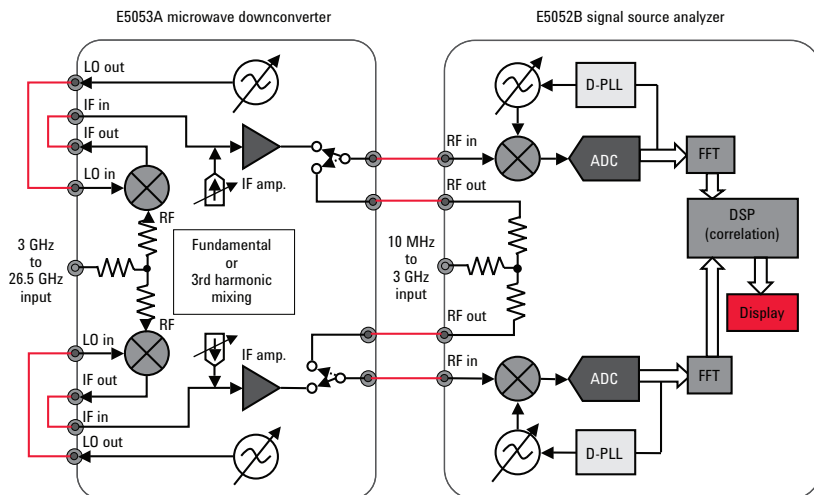 E5053A microwave downconverter
LO out
IF in
IF out
LO in
IF amp.
RF
3 GHz
to
26.5 GHz
input
Fundamental
or
3rd harmonic
mixing
RF
LO in
IF out
IF in
LO out
IF amp.
E5052B signal source analyzer
D-PLL
RF in
ADC
FFT
RF out
DSP
(correlation)
10 MHz
to
3 GHz
input
Display
RF out
RF in
ADC
FFT
D-PLL